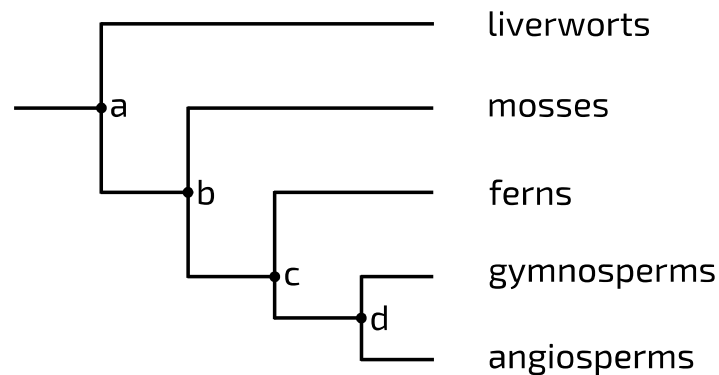 liverworts
a
mosses
b
ferns
c
gymnosperms
d
angiosperms